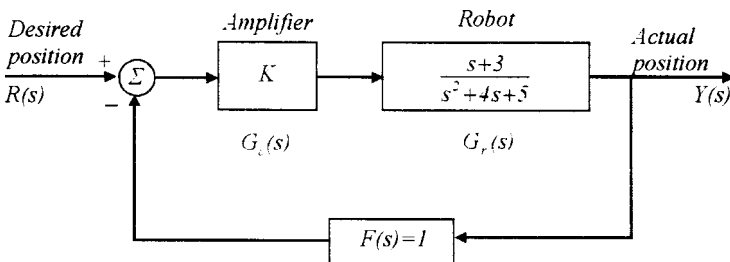 Desired
position
R(s)
+
−
Σ
Amplifier
K
G_c(s)
Robot
s+3
s²+4s+5
G_r(s)
Actual
position
Y(s)
F(s)=1